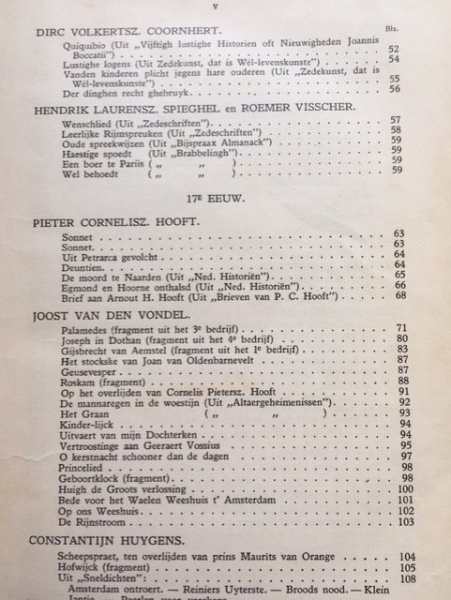 V
DIRC VOLKERTSZ. COORNHERT. Blz.
Quiquibio (Uit „Vijftigh lustighe Historien oft Nieuwigheden Joannis
Boccatii") . . . . . . . . . . 52
Lustighe logens (Uit Zedekunst, dat is Wél-levenskunste") . . . 54
Vanden kinderen plicht jegens hare ouderen (Uit „Zedekunst, dat is
Wél-levenskunste") . . . . . . . . . . 55
Der dinghen recht ghebruyk. . . . . . . . . . 56
HENDRIK LAURENSZ. SPIEGHEL en ROEMER VISSCHER.
Wenschlied (Uit „Zedeschriften") . . . . . . . . . . 57
Leerlijke Rijmspreuken (Uit „Zedeschriften") . . . . . . . . . . 58
Oude spreekwijzen (Uit „Bijspraax Almanack") . . . . . . . . . . 59
Haestige spoedt (Uit „Brabbelingh") . . . . . . . . . . 59
Een boer te Pariis ( „ „ ) . . . . . . . . . . 59
Wel behoedt ( „ „ ) . . . . . . . . . . 59
17E EEUW.
PIETER CORNELISZ. HOOFT.
Sonnet . . . . . . . . . . 63
Sonnet. . . . . . . . . . 63
Uit Petrarca gevolcht . . . . . . . . . . 64
Deuntien. . . . . . . . . . 64
De moord te Naarden (Uit „Ned. Historiën"). . . . . . . . . . 65
Egmond en Hoorne onthalsd (Uit „Ned. Historiën") . . . . . . . . . . 66
Brief aan Arnout H. Hooft (Uit „Brieven van P. C. Hooft") . . . . 68
JOOST VAN DEN VONDEL.
Palamedes (fragment uit het 3e bedrijf) . . . . . . . . . . 71
Joseph in Dothan (fragment uit het 4e bedrijf) . . . . . . . . . . 80
Gijsbrecht van Aemstel (fragment uit het 1e bedrijf) . . . . . . . . . . 83
Het stockske van Joan van Oldenbarnevelt . . . . . . . . . . 87
Geusevesper . . . . . . . . . . 87
Roskam (fragment) . . . . . . . . . . 88
Op het overlijden van Cornelis Pietersz. Hooft . . . . . . . . . . 91
De mannaregen in de woestijn (Uit „Altaergeheimenissen") . . . . 92
Het Graan ( „ „ ) . . . . 93
Kinder-lijck . . . . . . . . . . 94
Uitvaert van mijn Dochterken . . . . . . . . . . 94
Vertroostinge aan Geeraert Vossius . . . . . . . . . . 95
O kerstnacht schooner dan de dagen . . . . . . . . . . 97
Princelied . . . . . . . . . . 98
Geboortklock (fragment). . . . . . . . . . 98
Huigh de Groots verlossing . . . . . . . . . . 100
Bede voor het Waelen Weeshuis t' Amsterdam . . . . . . . . . . 101
Op ons Weeshuis. . . . . . . . . . 102
De Rijnstroom . . . . . . . . . . 103
CONSTANTIJN HUYGENS.
Scheepspraet, ten overlijden van prins Maurits van Orange . . . . 104
Hofwijck (fragment) . . . . . . . . . . 105
Uit „Sneldichten": . . . . . . . . . . 108
Amsterdam ontroert. — Reiniers Uyterste. — Broods nood. — Klein